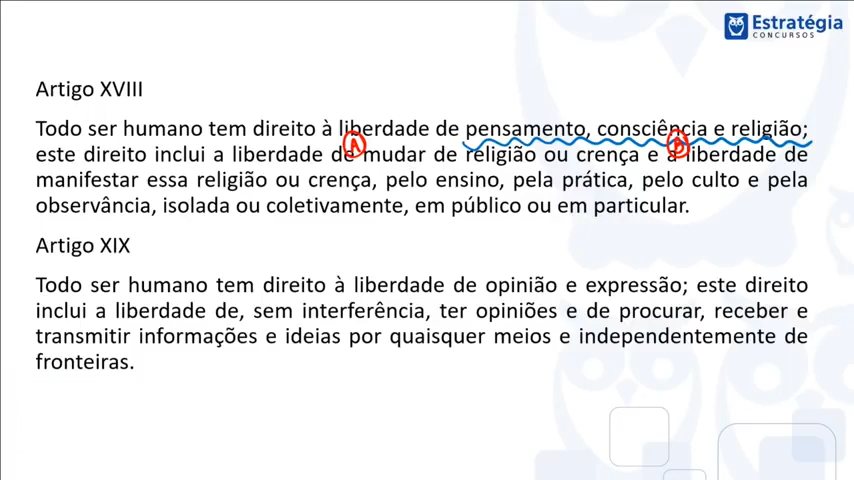 Estratégia
CONCURSOS
Artigo XVIII
Todo ser humano tem direito à liberdade de pensamento, consciência e religião;
A B
este direito inclui a liberdade de mudar de religião ou crença e a liberdade de
manifestar essa religião ou crença, pelo ensino, pela prática, pelo culto e pela
observância, isolada ou coletivamente, em público ou em particular.
Artigo XIX
Todo ser humano tem direito à liberdade de opinião e expressão; este direito
inclui a liberdade de, sem interferência, ter opiniões e de procurar, receber e
transmitir informações e ideias por quaisquer meios e independentemente de
fronteiras.